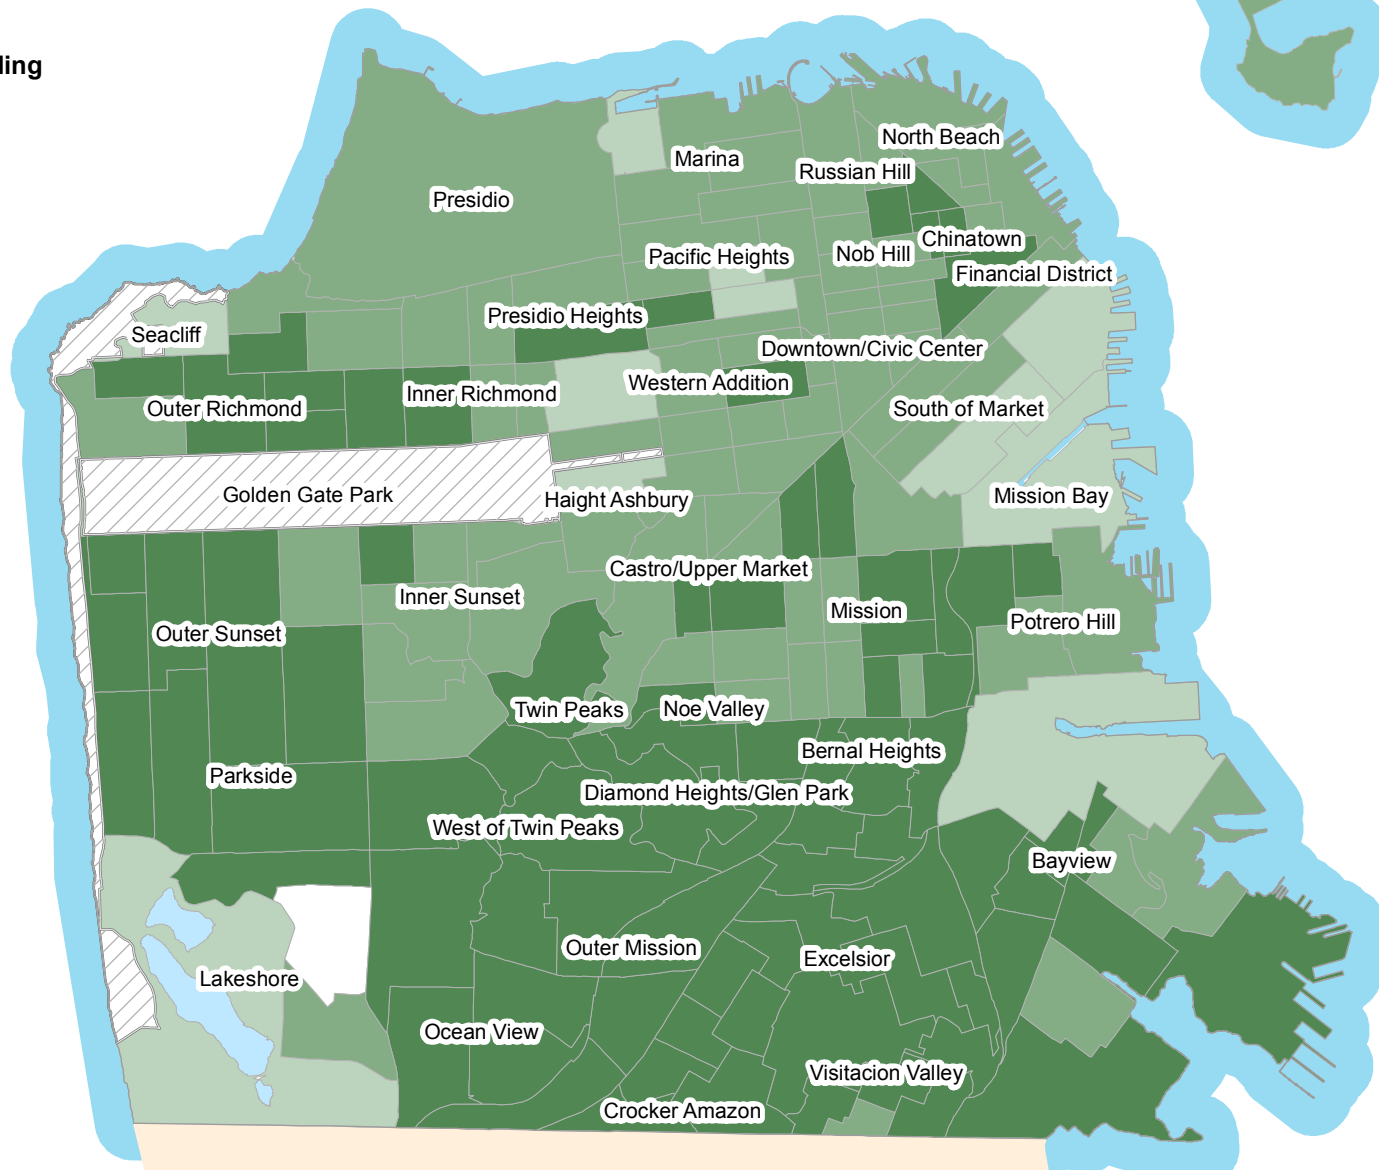 North Beach
Marina
Russian Hill
Presidio
Chinatown
Pacific Heights
Nob Hill
Financial District
Presidio Heights
Seacliff
Downtown/Civic Center
Western Addition
Inner Richmond
Outer Richmond
South of Market
Golden Gate Park
Haight Ashbury
Mission Bay
Castro/Upper Market
Inner Sunset
Mission
Potrero Hill
Outer Sunset
Twin Peaks
Noe Valley
Bernal Heights
Parkside
Diamond Heights/Glen Park
West of Twin Peaks
Bayview
Outer Mission
Excelsior
Lakeshore
Ocean View
Visitacion Valley
Crocker Amazon